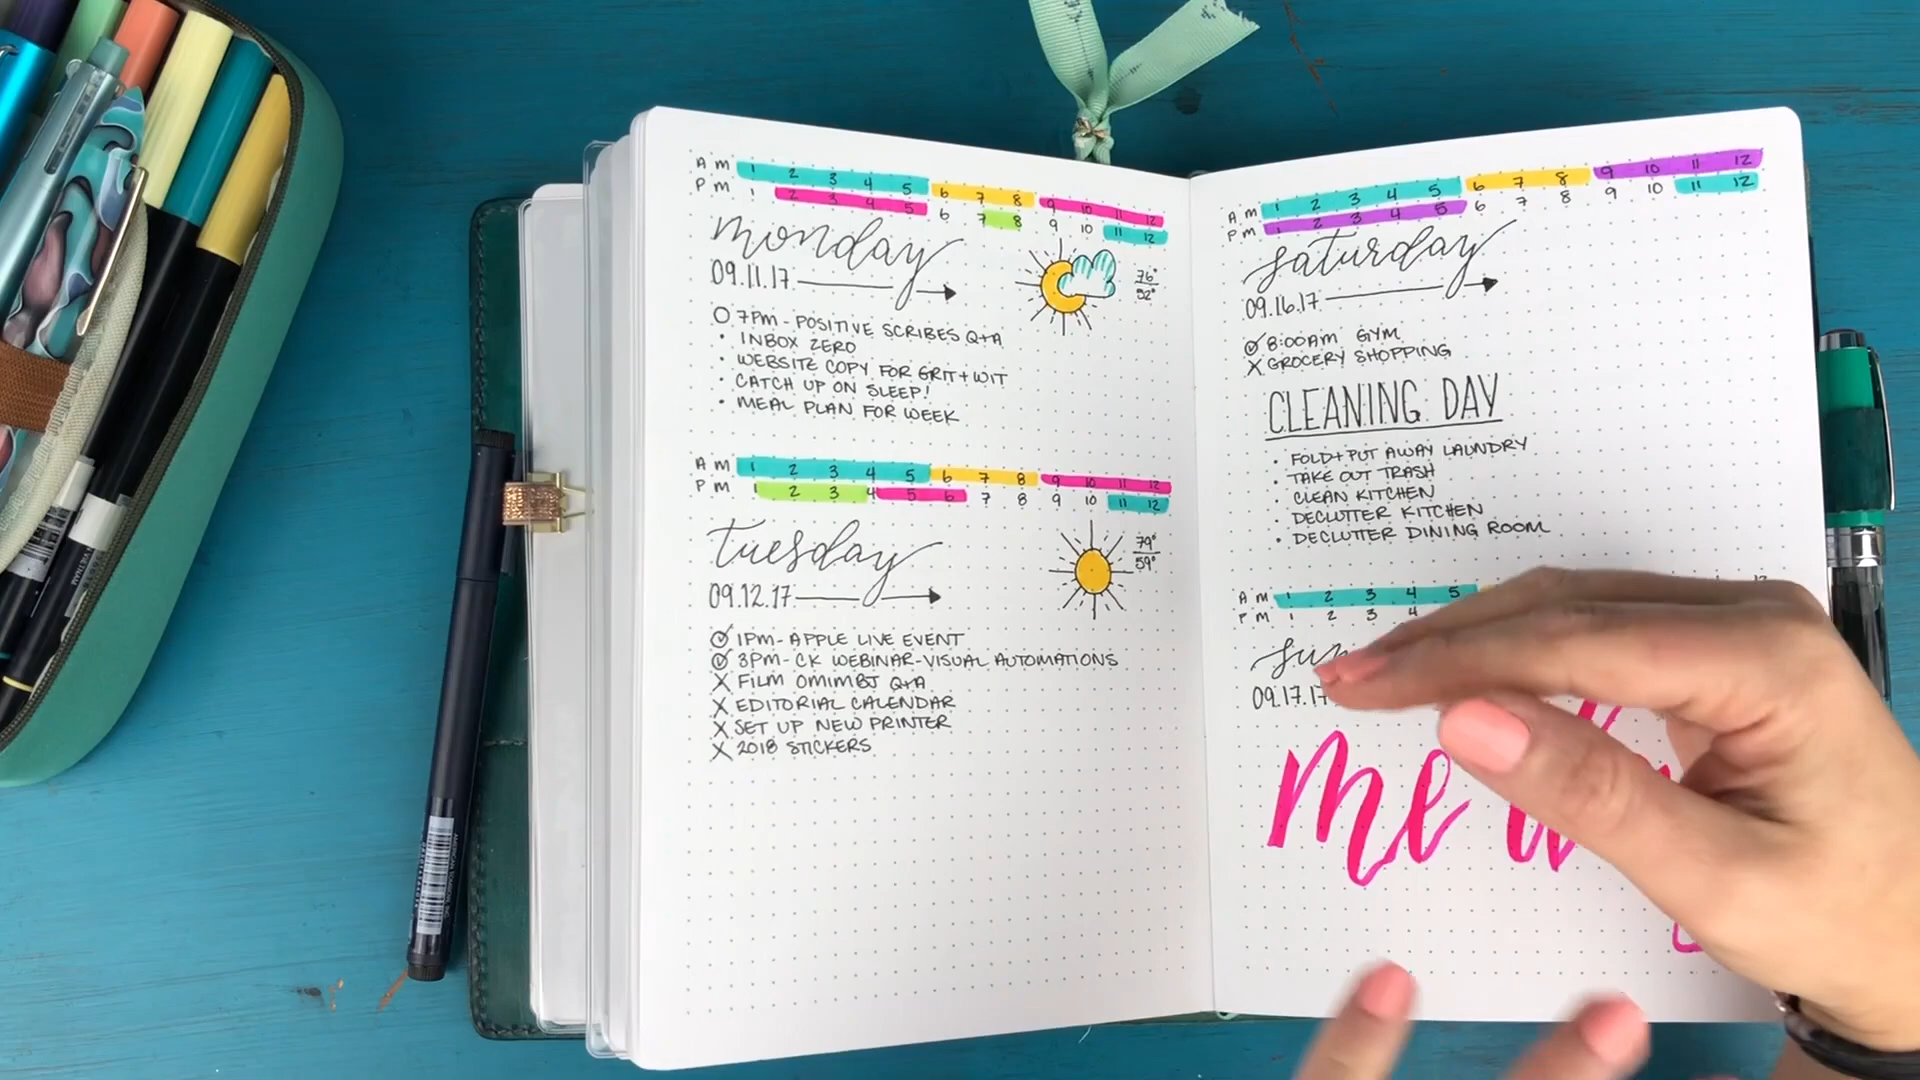 AM 1 2 3 4 5 6 7 8 9 10 11 12
PM 1 2 3 4 5 6 7 8 9 10 11 12
monday
09.11.17
76°
52°
7PM - POSITIVE SCRIBES Q+A
• INBOX ZERO
• WEBSITE COPY FOR GRIT+WIT
• CATCH UP ON SLEEP!
• MEAL PLAN FOR WEEK
AM 1 2 3 4 5 6 7 8 9 10 11 12
PM 1 2 3 4 5 6 7 8 9 10 11 12
tuesday
09.12.17
79°
59°
1PM - APPLE LIVE EVENT
3PM - CK WEBINAR - VISUAL AUTOMATIONS
X FILM OMIMBJ Q+A
X EDITORIAL CALENDAR
X SET UP NEW PRINTER
X 2018 STICKERS
AM 1 2 3 4 5 6 7 8 9 10 11 12
PM 1 2 3 4 5 6 7 8 9 10 11 12
saturday
09.16.17
8:00AM GYM
X GROCERY SHOPPING
CLEANING DAY
• FOLD + PUT AWAY LAUNDRY
• TAKE OUT TRASH
• CLEAN KITCHEN
• DECLUTTER KITCHEN
• DECLUTTER DINING ROOM
AM 1 2 3 4 5 12
PM 1 2 3 4
sun
09.17.17
me